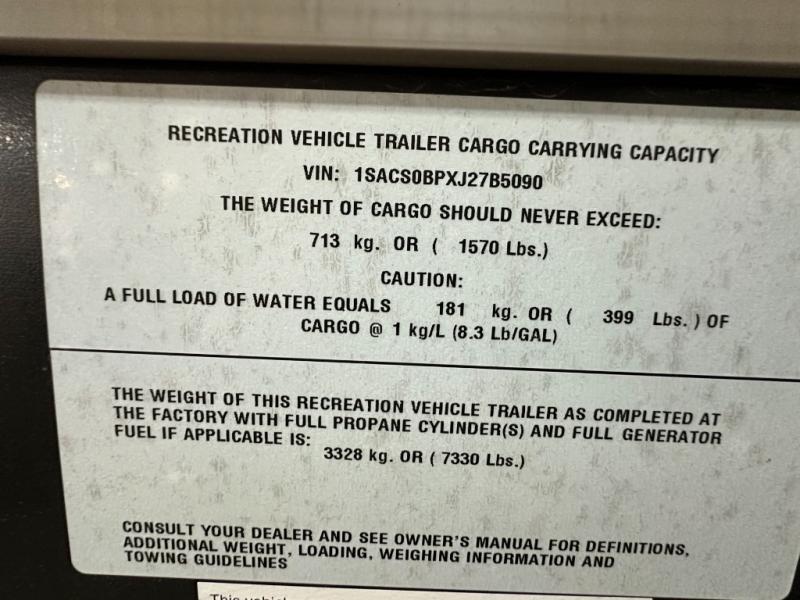 RECREATION VEHICLE TRAILER CARGO CARRYING CAPACITY
VIN: 1SACS0BPXJ27B5090
THE WEIGHT OF CARGO SHOULD NEVER EXCEED:
713 kg. OR ( 1570 Lbs.)
CAUTION:
A FULL LOAD OF WATER EQUALS 181 kg. OR ( 399 Lbs. ) OF
CARGO @ 1 kg/L (8.3 Lb/GAL)
THE WEIGHT OF THIS RECREATION VEHICLE TRAILER AS COMPLETED AT
THE FACTORY WITH FULL PROPANE CYLINDER(S) AND FULL GENERATOR
FUEL IF APPLICABLE IS:
3328 kg. OR ( 7330 Lbs.)
CONSULT YOUR DEALER AND SEE OWNER'S MANUAL FOR DEFINITIONS,
ADDITIONAL WEIGHT, LOADING, WEIGHING INFORMATION AND
TOWING GUIDELINES
This